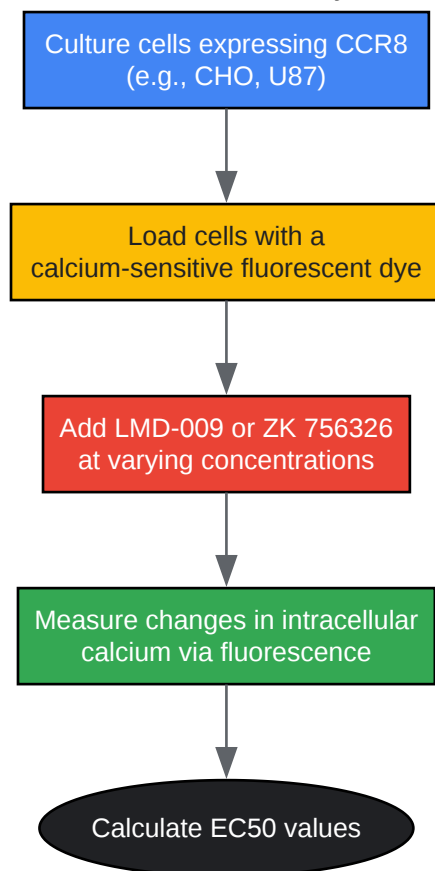 Culture cells expressing CCR8
(e.g., CHO, U87)
Load cells with a
calcium-sensitive fluorescent dye
Add LMD-009 or ZK 756326
at varying concentrations
Measure changes in intracellular
calcium via fluorescence
Calculate EC50 values